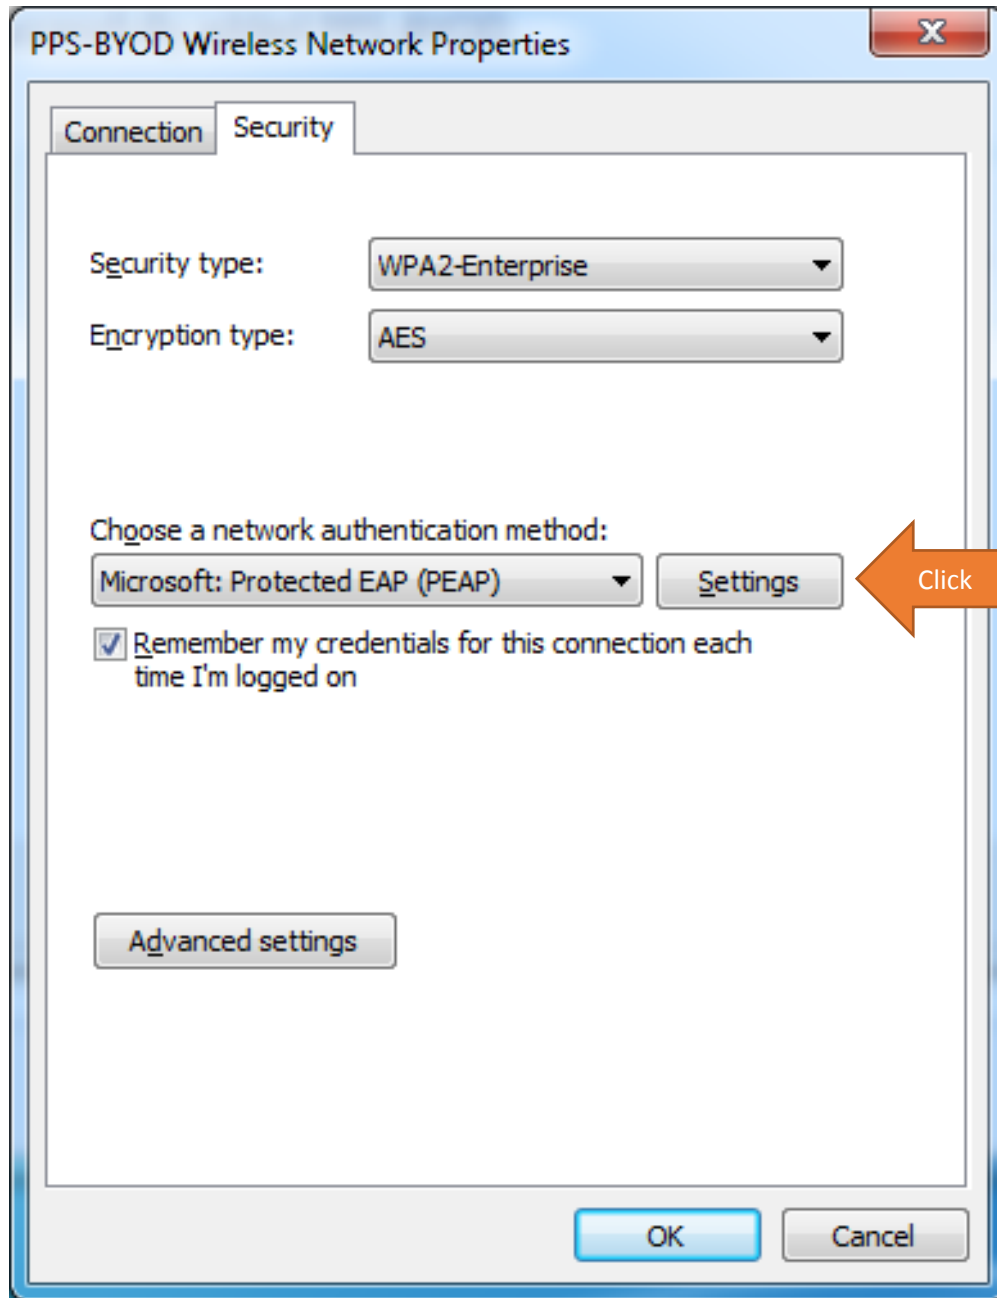 PPS-BYOD Wireless Network Properties
Connection
Security
Security type:
WPA2-Enterprise
Encryption type:
AES
Choose a network authentication method:
Microsoft: Protected EAP (PEAP)
Settings
Click
Remember my credentials for this connection each
time I'm logged on
Advanced settings
OK
Cancel